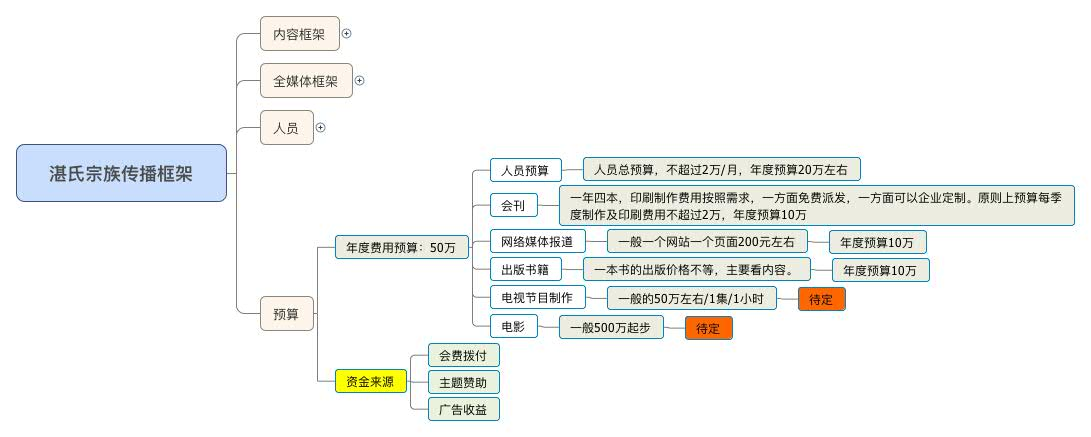 湛氏宗族传播框架
内容框架
全媒体框架
人员
预算
年度费用预算：50万
人员预算
人员总预算，不超过2万/月，年度预算20万左右
会刊
一年四本，印刷制作费用按照需求，一方面免费派发，一方面可以企业定制。原则上预算每季
度制作及印刷费用不超过2万，年度预算10万
网络媒体报道
一般一个网站一个页面200元左右
年度预算10万
出版书籍
一本书的出版价格不等，主要看内容。
年度预算10万
电视节目制作
一般的50万左右/1集/1小时
待定
电影
一般500万起步
待定
资金来源
会费拨付
主题赞助
广告收益